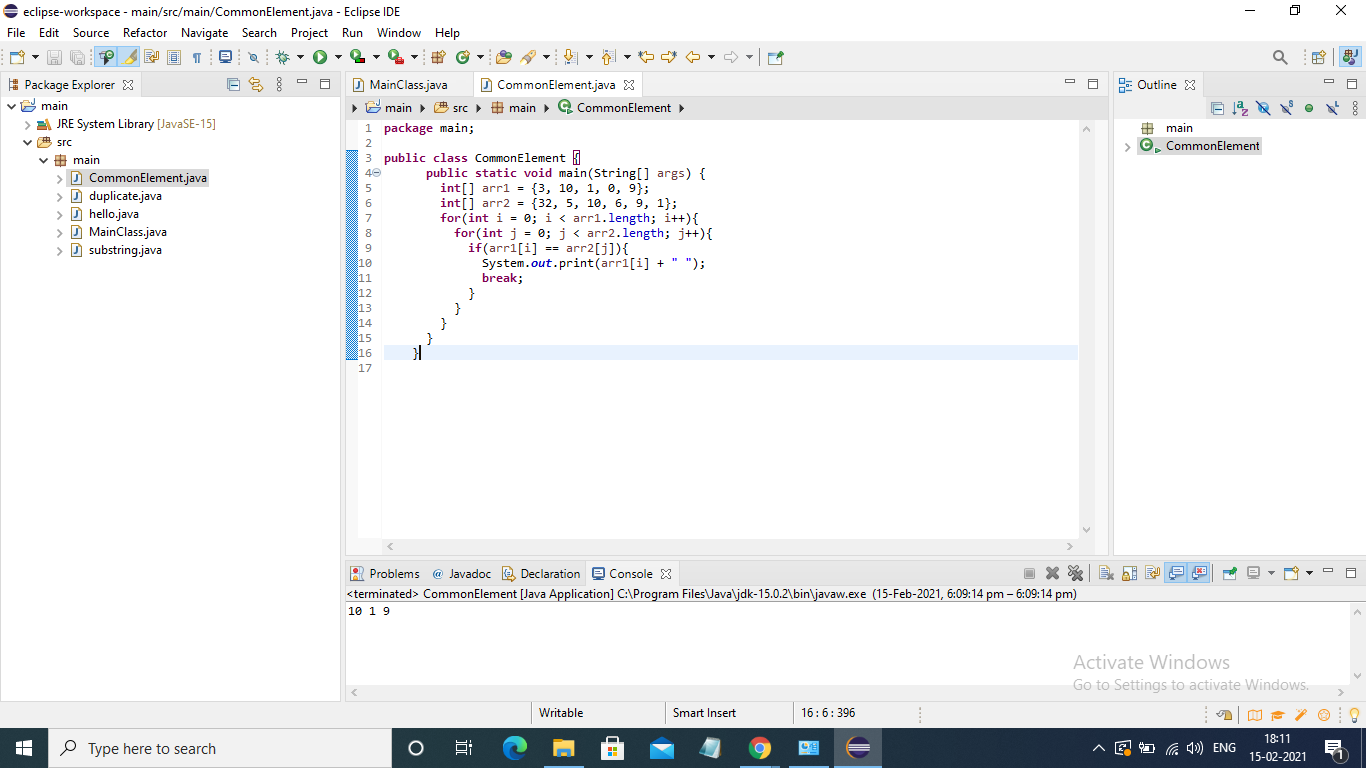 eclipse-workspace - main/src/main/CommonElement.java - Eclipse IDE
File Edit Source Refactor Navigate Search Project Run Window Help
Package Explorer
main
JRE System Library [JavaSE-15]
src
main
CommonElement.java
duplicate.java
hello.java
MainClass.java
substring.java
MainClass.java CommonElement.java
main src main CommonElement
1 package main;
2
3 public class CommonElement {
4 public static void main(String[] args) {
5 int[] arr1 = {3, 10, 1, 0, 9};
6 int[] arr2 = {32, 5, 10, 6, 9, 1};
7 for(int i = 0; i < arr1.length; i++){
8 for(int j = 0; j < arr2.length; j++){
9 if(arr1[i] == arr2[j]){
10 System.out.print(arr1[i] + " ");
11 break;
12 }
13 }
14 }
15 }
16 }
17
Outline
main
CommonElement
Problems @ Javadoc Declaration Console
<terminated> CommonElement [Java Application] C:\Program Files\Java\jdk-15.0.2\bin\javaw.exe (15-Feb-2021, 6:09:14 pm – 6:09:14 pm)
10 1 9
Activate Windows
Go to Settings to activate Windows.
Writable Smart Insert 16 : 6 : 396
Type here to search
ENG
18:11
15-02-2021
1